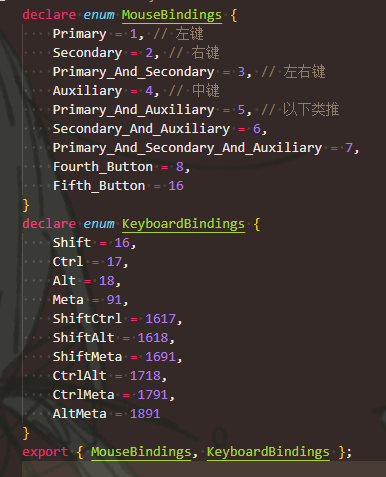 declare enum MouseBindings {
    Primary = 1, // 左键
    Secondary = 2, // 右键
    Primary_And_Secondary = 3, // 左右键
    Auxiliary = 4, // 中键
    Primary_And_Auxiliary = 5, // 以下类推
    Secondary_And_Auxiliary = 6,
    Primary_And_Secondary_And_Auxiliary = 7,
    Fourth_Button = 8,
    Fifth_Button = 16
}
declare enum KeyboardBindings {
    Shift = 16,
    Ctrl = 17,
    Alt = 18,
    Meta = 91,
    ShiftCtrl = 1617,
    ShiftAlt = 1618,
    ShiftMeta = 1691,
    CtrlAlt = 1718,
    CtrlMeta = 1791,
    AltMeta = 1891
}
export { MouseBindings, KeyboardBindings };